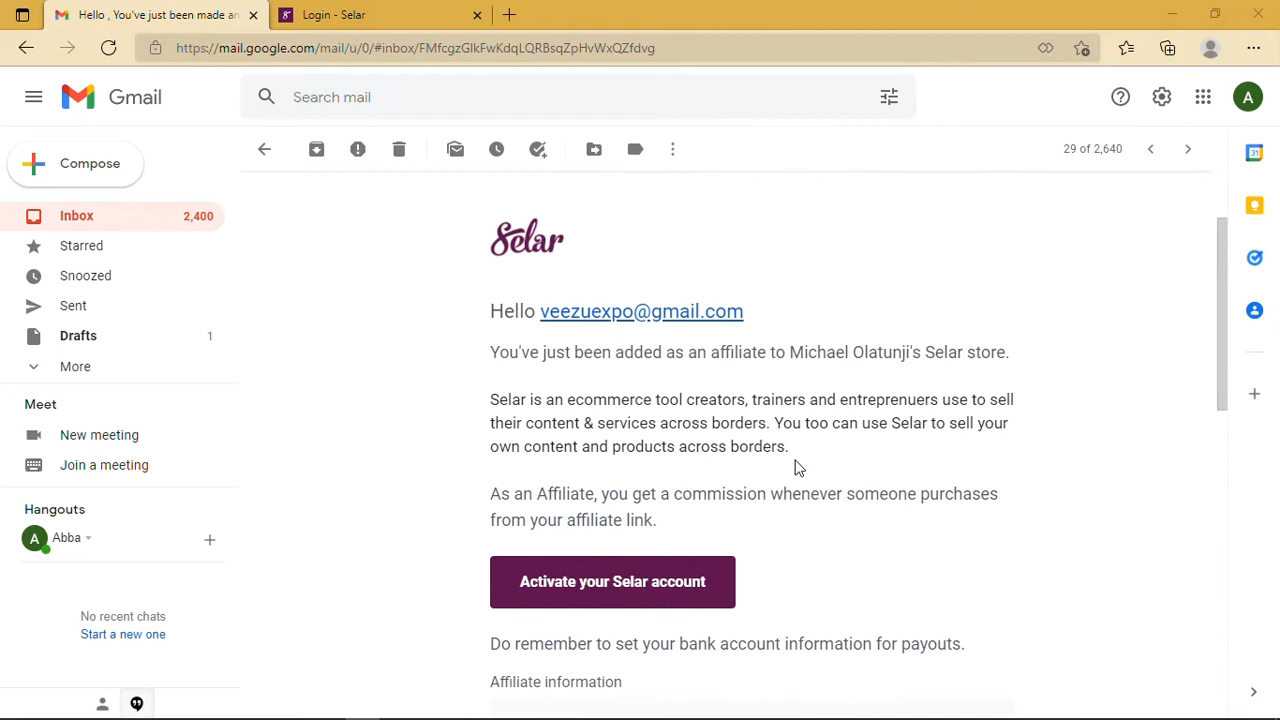 Hello , You've just been made an
Login - Selar
https://mail.google.com/mail/u/0/#inbox/FMfcgzGlkFwKdqLQRBsqZpHvWxQZfdvg
Gmail
Search mail
A
Compose
29 of 2,640
Inbox 2,400
Starred
Snoozed
Sent
Drafts 1
More
Meet
New meeting
Join a meeting
Hangouts
A Abba
No recent chats
Start a new one
31
Selar
Hello veezuexpo@gmail.com
You've just been added as an affiliate to Michael Olatunji's Selar store.
Selar is an ecommerce tool creators, trainers and entreprenuers use to sell
their content & services across borders. You too can use Selar to sell your
own content and products across borders.
As an Affiliate, you get a commission whenever someone purchases
from your affiliate link.
Activate your Selar account
Do remember to set your bank account information for payouts.
Affiliate information